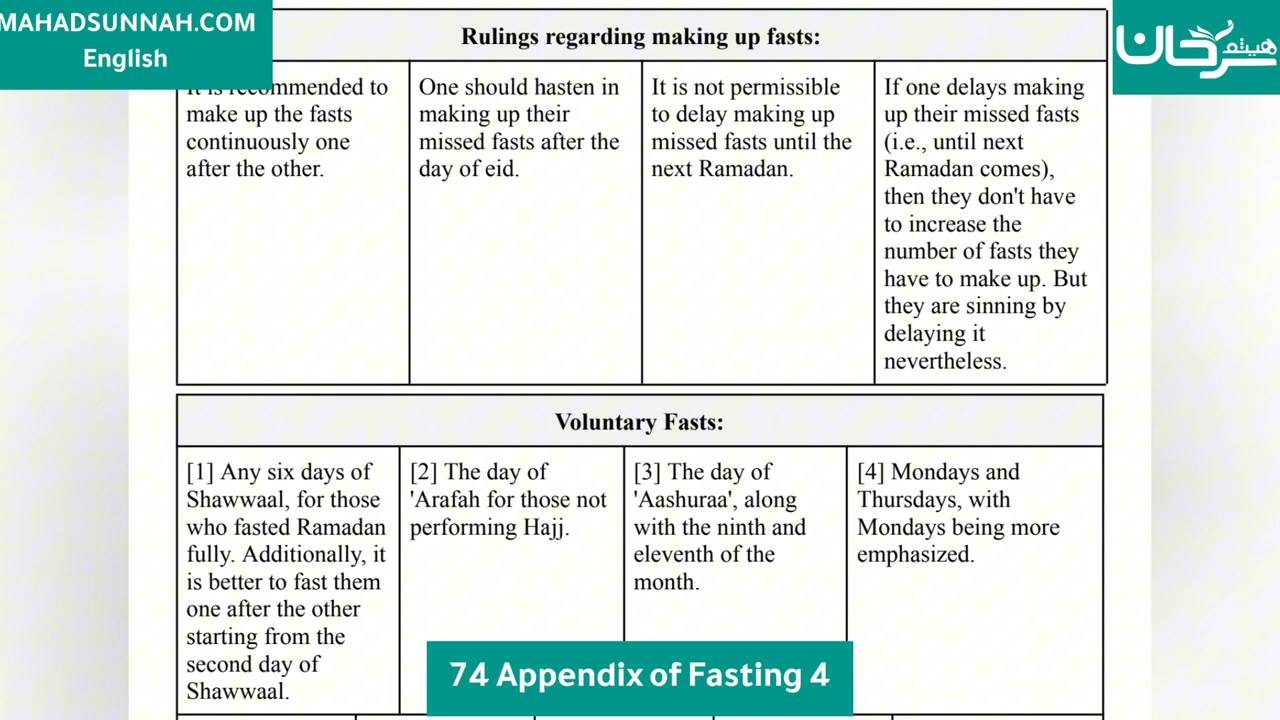 MAHADSUNNAH.COM
English
هيثم
سرحان
Rulings regarding making up fasts:
It is recommended to
make up the fasts
continuously one
after the other.
One should hasten in
making up their
missed fasts after the
day of eid.
It is not permissible
to delay making up
missed fasts until the
next Ramadan.
If one delays making
up their missed fasts
(i.e., until next
Ramadan comes),
then they don't have
to increase the
number of fasts they
have to make up. But
they are sinning by
delaying it
nevertheless.
Voluntary Fasts:
[1] Any six days of
Shawwaal, for those
who fasted Ramadan
fully. Additionally, it
is better to fast them
one after the other
starting from the
second day of
Shawwaal.
[2] The day of
'Arafah for those not
performing Hajj.
[3] The day of
'Aashuraa', along
with the ninth and
eleventh of the
month.
[4] Mondays and
Thursdays, with
Mondays being more
emphasized.
74 Appendix of Fasting 4